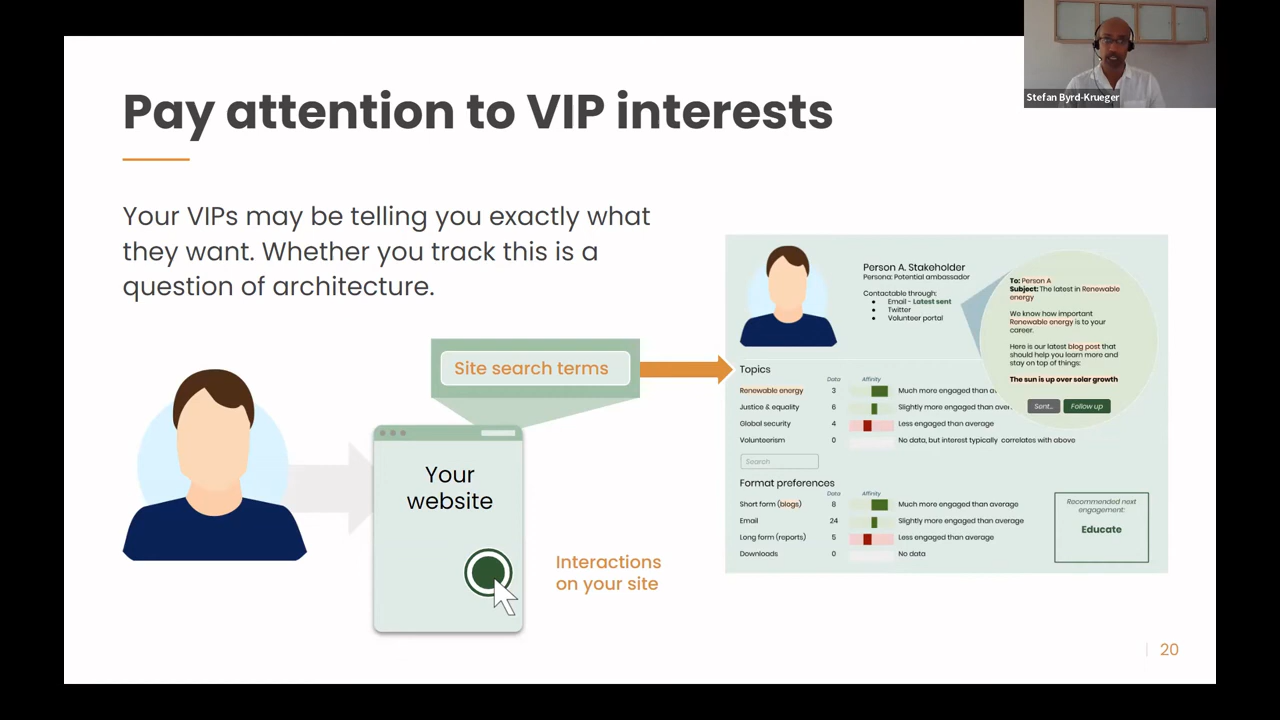 Stefan Byrd-Krueger
Pay attention to VIP interests
Your VIPs may be telling you exactly what
they want. Whether you track this is a
question of architecture.
Site search terms
Your
website
Interactions
on your site
Person A. Stakeholder
Persona: Potential ambassador
Contactable through:
● Email - Latest sent
● Twitter
● Volunteer portal
To: Person A
Subject: The latest in Renewable
energy
We know how important
Renewable energy is to your
career.
Here is our latest blog post that
should help you learn more and
stay on top of things:
The sun is up over solar growth
Sent... Follow up
Topics
Data Affinity
Renewable energy 3 Much more engaged than av
Justice & equality 6 Slightly more engaged than aver
Global security 4 Less engaged than average
Volunteerism 0 No data, but interest typically correlates with above
Search
Format preferences
Data Affinity
Short form (blogs) 8 Much more engaged than average
Email 24 Slightly more engaged than average
Long form (reports) 5 Less engaged than average
Downloads 0 No data
Recommended next
engagement:
Educate
20